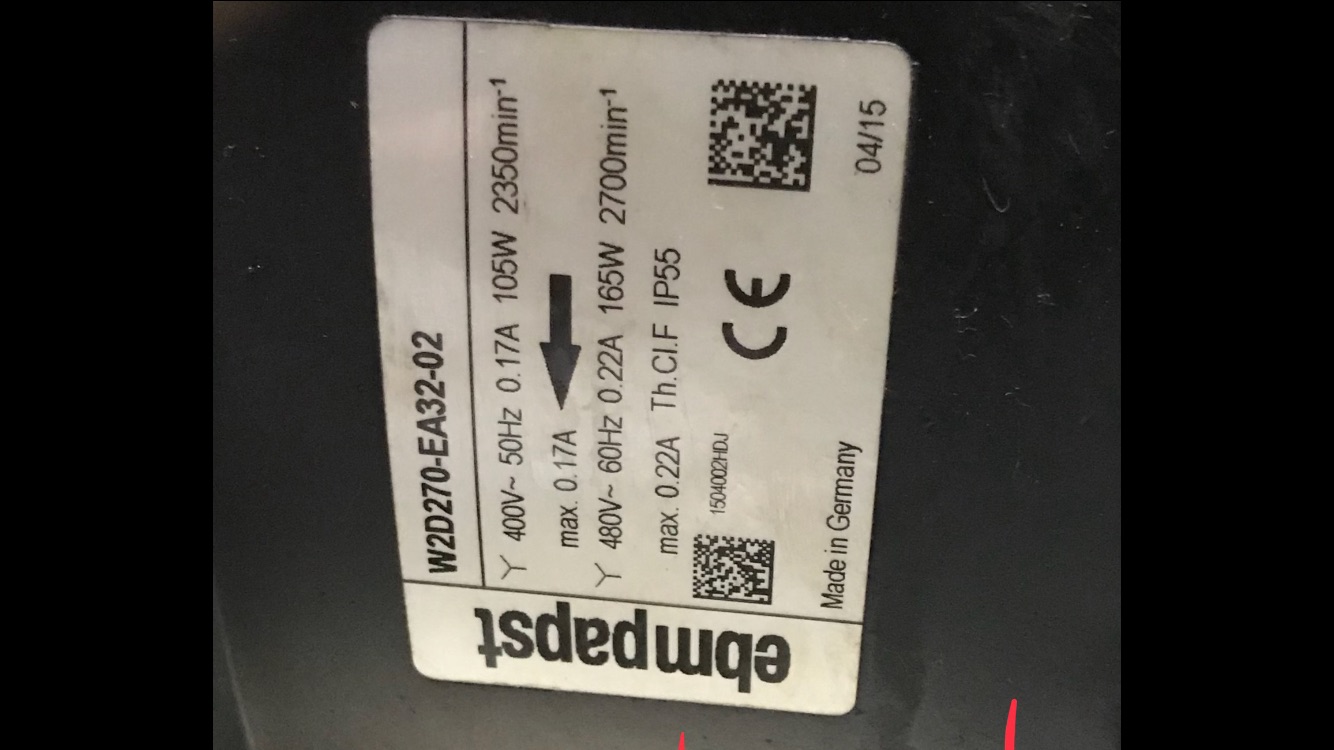 W2D270-EA32-02
Y 400V~ 50Hz 0.17A 105W 2350min⁻¹
max. 0.17A
Y 480V~ 60Hz 0.22A 165W 2700min⁻¹
max. 0.22A Th.Cl.F IP55
1504002HDJ
CE
Made in Germany
04/15
ebmpapst